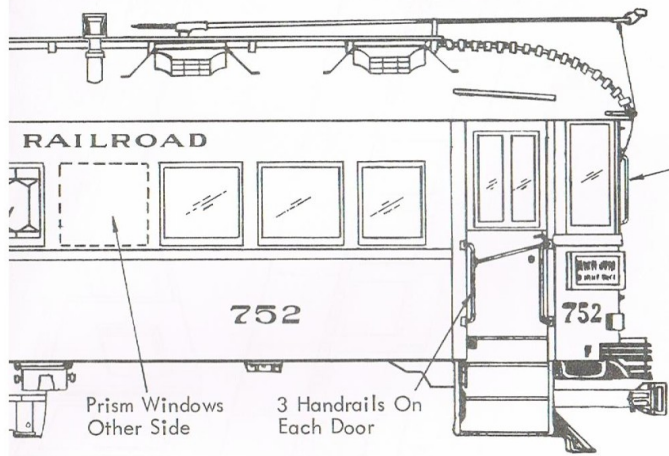 RAILROAD
752
752
Prism Windows
Other Side
3 Handrails On
Each Door